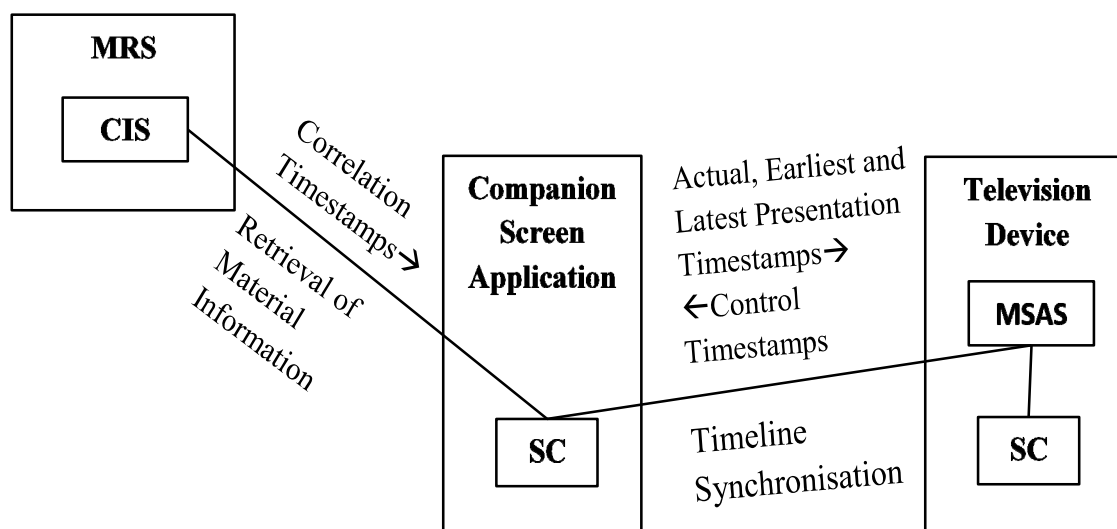 MRS
CIS
Correlation
Timestamps→
Retrieval of
Material
Information
Companion
Screen
Application
SC
Actual, Earliest and
Latest Presentation
Timestamps→
←Control
Timestamps
Timeline
Synchronisation
Television
Device
MSAS
SC